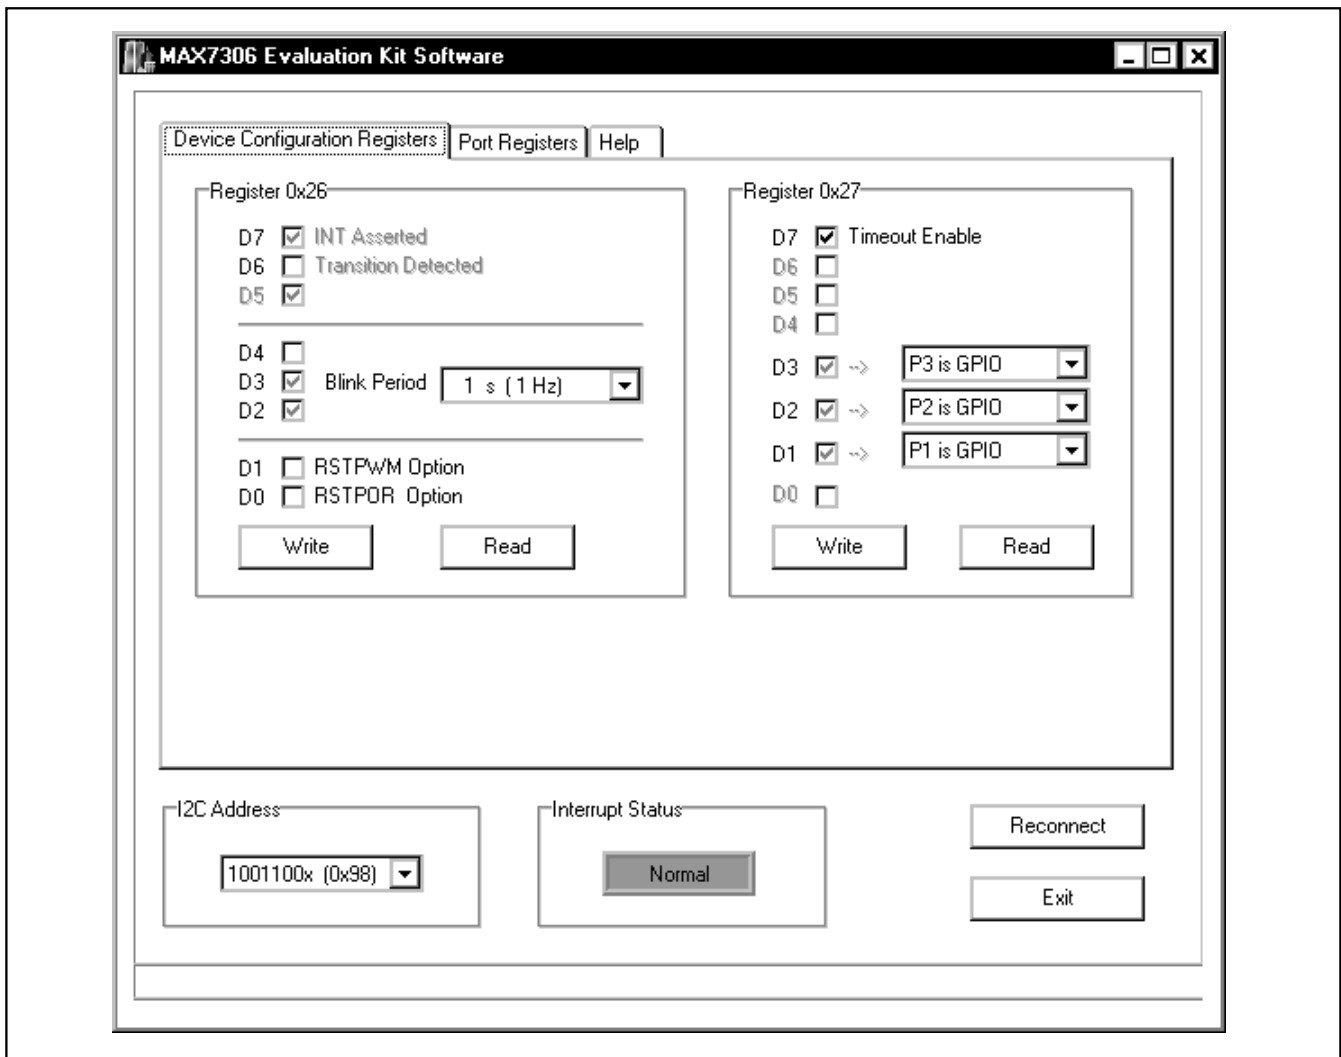 MAX7306 Evaluation Kit Software
Device Configuration Registers Port Registers Help
Register 0x26
D7 INT Asserted
D6 Transition Detected
D5
D4
D3 Blink Period 1 s (1 Hz)
D2
D1 RSTPWM Option
D0 RSTPOR Option
Write Read
Register 0x27
D7 Timeout Enable
D6
D5
D4
D3 --> P3 is GPIO
D2 --> P2 is GPIO
D1 --> P1 is GPIO
D0
Write Read
I2C Address
1001100x (0x98)
Interrupt Status
Normal
Reconnect
Exit